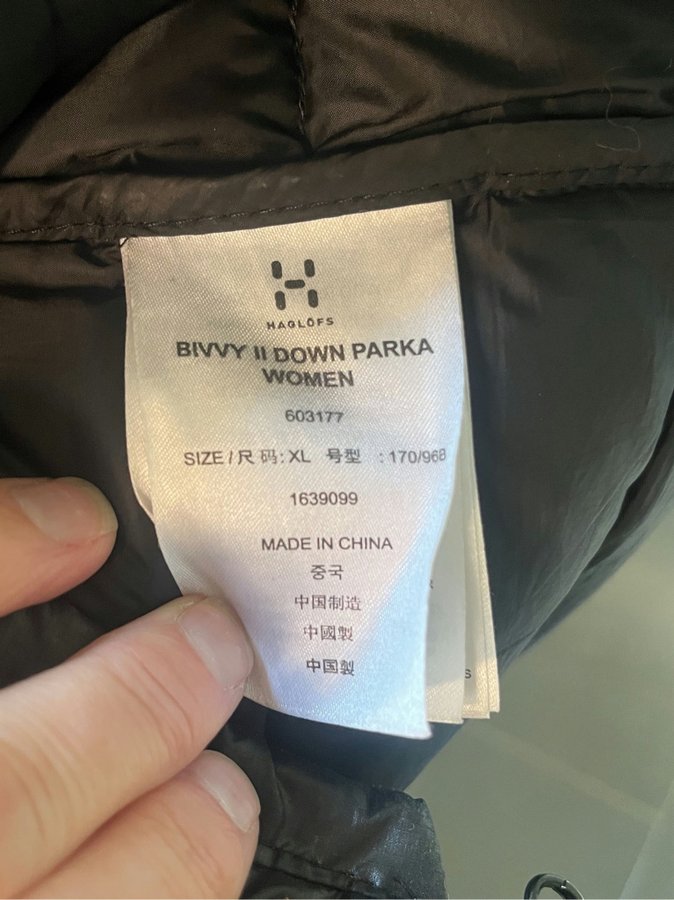 HAGLÖFS
BIVVY II DOWN PARKA
WOMEN
603177
SIZE / 尺 码: XL 号型 : 170/96B
1639099
MADE IN CHINA
중국
中国制造
中國製
中国製
s